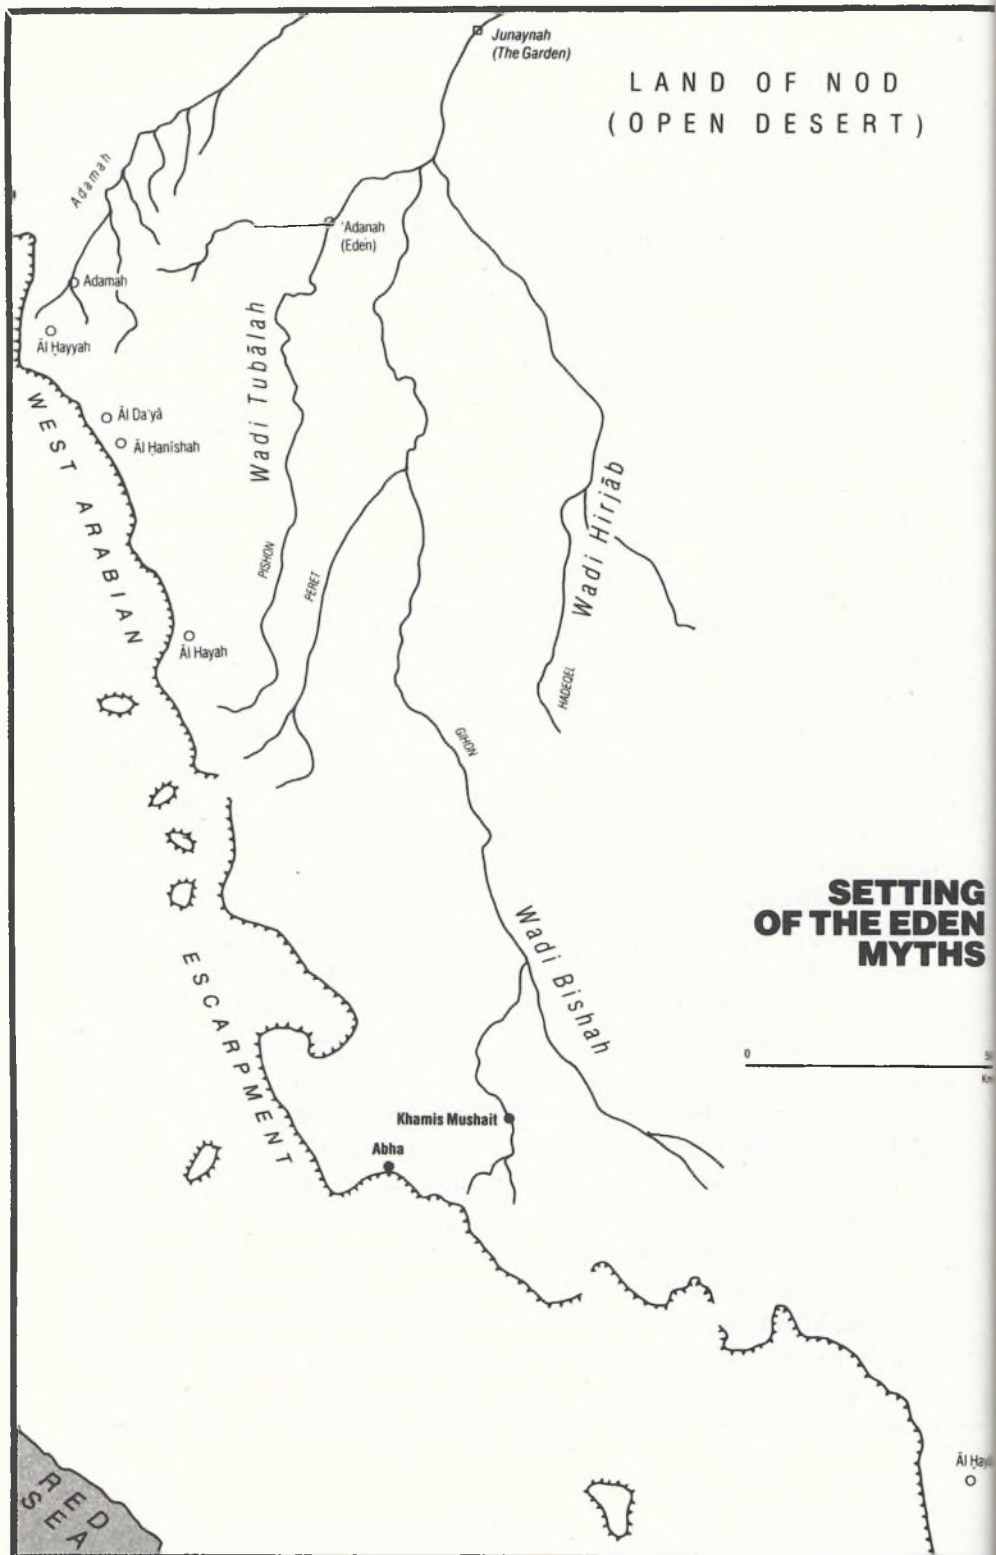 Junaynah
(The Garden)
LAND OF NOD
(OPEN DESERT)
Adamah
'Adanah
(Eden)
Adamah
Āl Ḥayyah
Wadi Tubālah
Āl Da'yā
Āl Ḥanīshah
WEST ARABIAN
ESCARPMENT
Wadi Hirjāb
PISHON
PERET
Āl Hayah
HADEQEL
GIHON
SETTING
OF THE EDEN
MYTHS
Wadi Bishah
0
Km
Khamis Mushait
Abha
RED
SEA
Āl